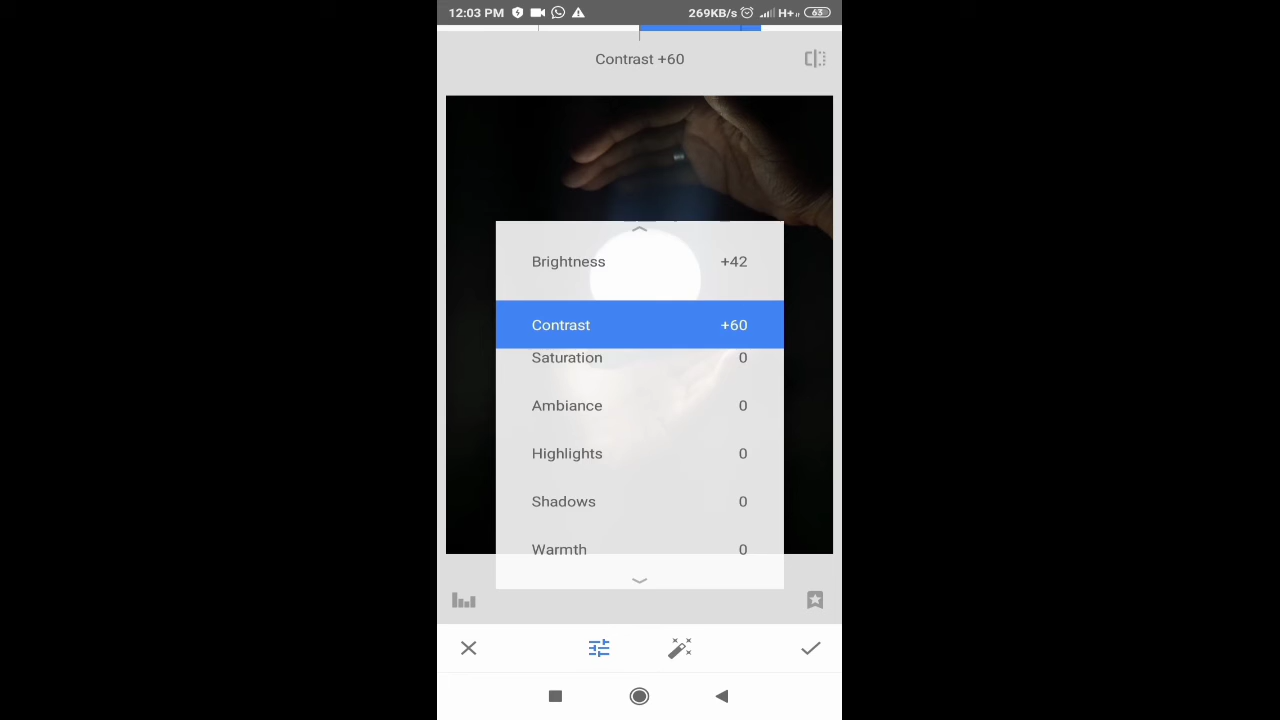 12:03 PM 269KB/s H+ 63
Contrast +60
Brightness +42
Contrast +60
Saturation 0
Ambiance 0
Highlights 0
Shadows 0
Warmth 0